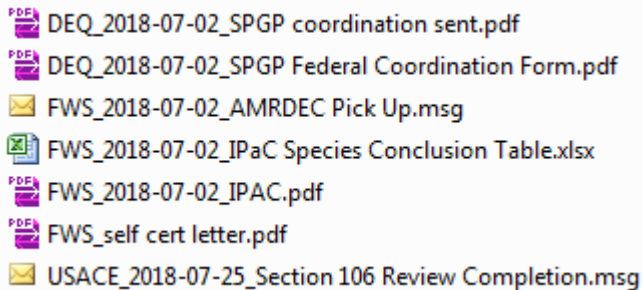 DEQ_2018-07-02_SPGP coordination sent.pdf
DEQ_2018-07-02_SPGP Federal Coordination Form.pdf
FWS_2018-07-02_AMRDEC Pick Up.msg
FWS_2018-07-02_IPaC Species Conclusion Table.xlsx
FWS_2018-07-02_IPAC.pdf
FWS_self cert letter.pdf
USACE_2018-07-25_Section 106 Review Completion.msg